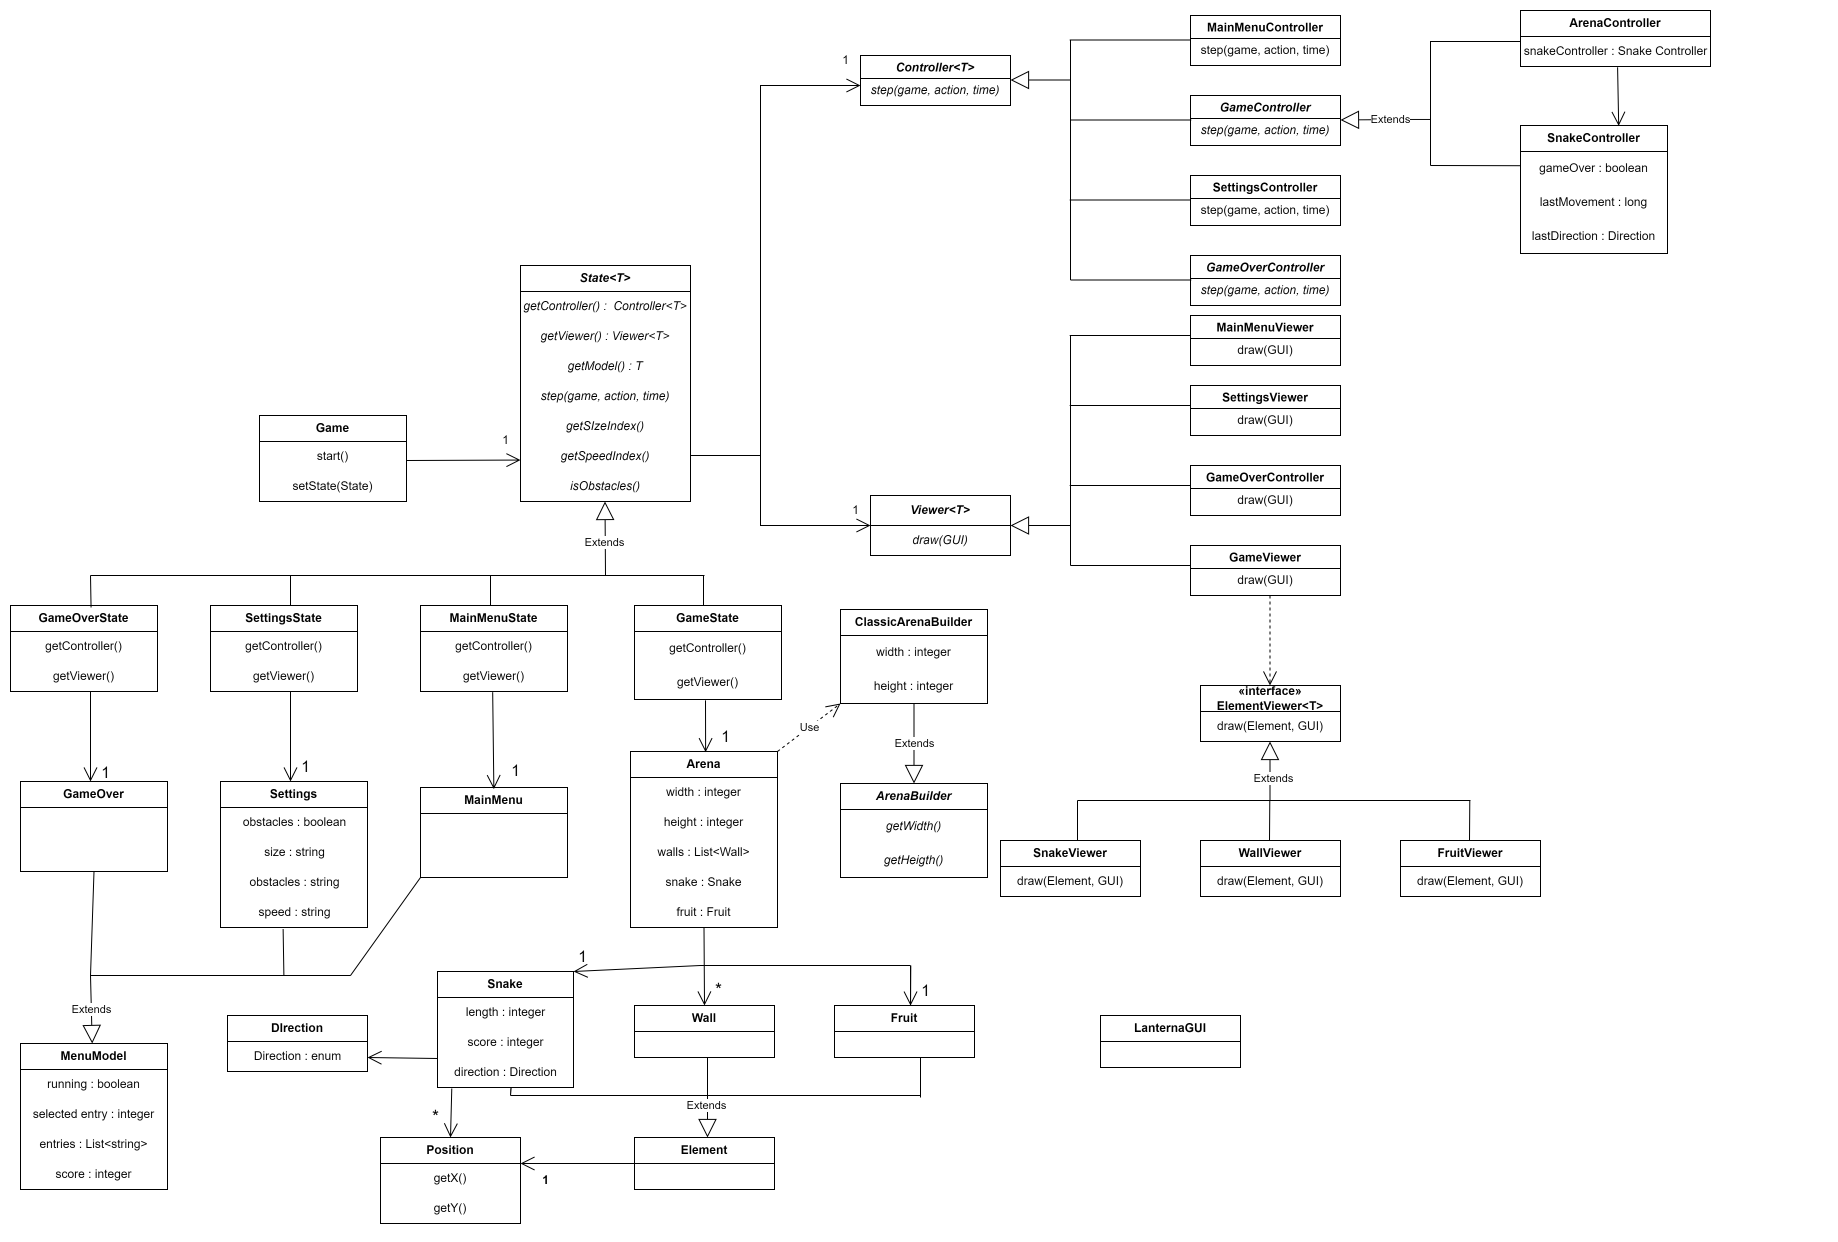 MainMenuController
step(game, action, time)
ArenaController
snakeController : Snake Controller
1
Controller<T>
step(game, action, time)
GameController
step(game, action, time)
Extends
SnakeController
gameOver : boolean
lastMovement : long
lastDirection : Direction
SettingsController
step(game, action, time)
GameOverController
step(game, action, time)
State<T>
getController() :  Controller<T>
getViewer() : Viewer<T>
getModel() : T
step(game, action, time)
getSIzeIndex()
getSpeedIndex()
isObstacles()
Game
start()
setState(State)
1
MainMenuViewer
draw(GUI)
SettingsViewer
draw(GUI)
GameOverController
draw(GUI)
1
Viewer<T>
draw(GUI)
GameViewer
draw(GUI)
Extends
GameOverState
getController()
getViewer()
SettingsState
getController()
getViewer()
MainMenuState
getController()
getViewer()
GameState
getController()
getViewer()
ClassicArenaBuilder
width : integer
height : integer
«interface»
ElementViewer<T>
draw(Element, GUI)
Use
Extends
Extends
1
GameOver
1
Settings
obstacles : boolean
size : string
obstacles : string
speed : string
1
MainMenu
1
Arena
width : integer
height : integer
walls : List<Wall>
snake : Snake
fruit : Fruit
ArenaBuilder
getWidth()
getHeigth()
SnakeViewer
draw(Element, GUI)
WallViewer
draw(Element, GUI)
FruitViewer
draw(Element, GUI)
Extends
MenuModel
running : boolean
selected entry : integer
entries : List<string>
score : integer
DIrection
Direction : enum
1
Snake
length : integer
score : integer
direction : Direction
*
Wall
1
Fruit
LanternaGUI
Extends
*
Position
getX()
getY()
1
Element